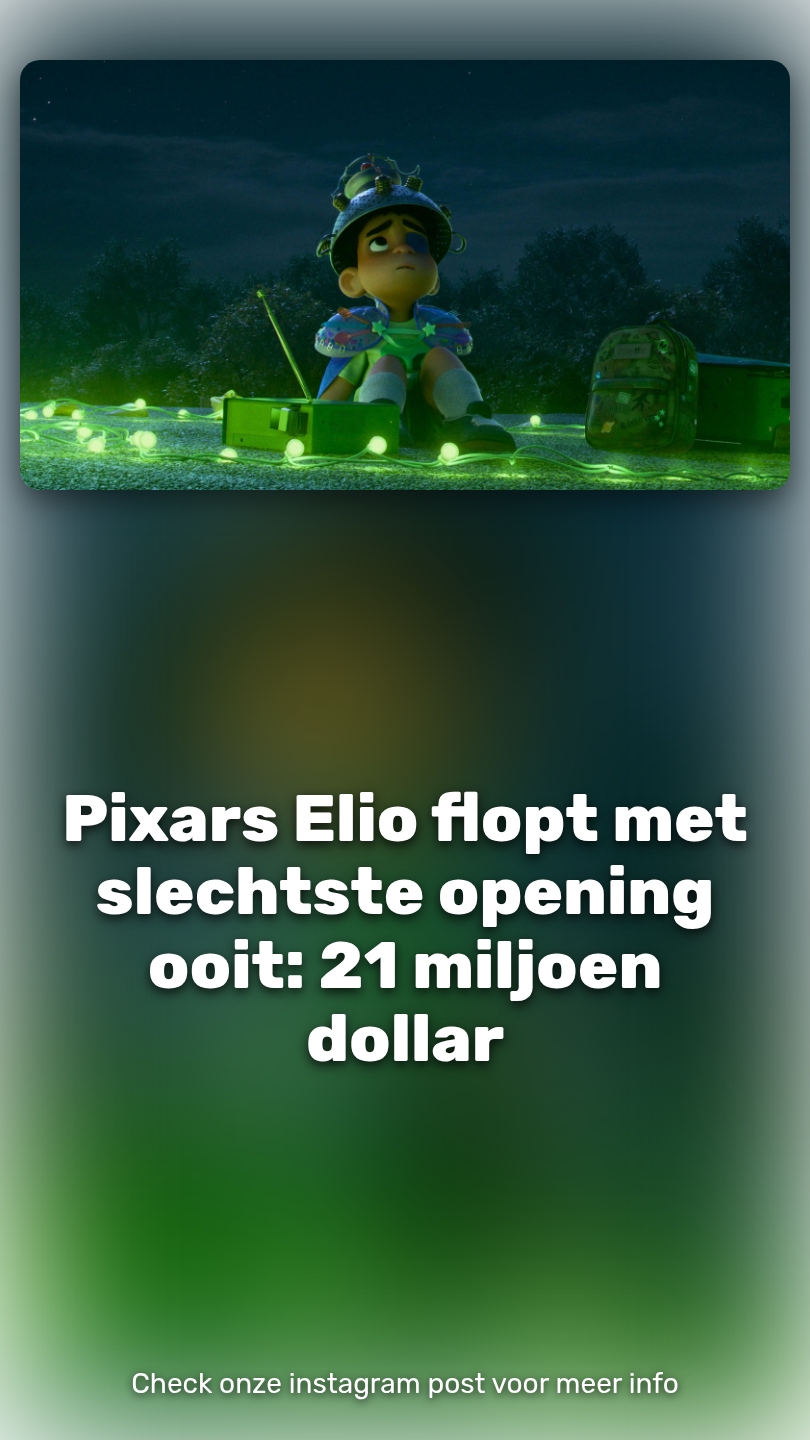 Pixars Elio flopt met
slechtste opening
ooit: 21 miljoen
dollar
Check onze instagram post voor meer info